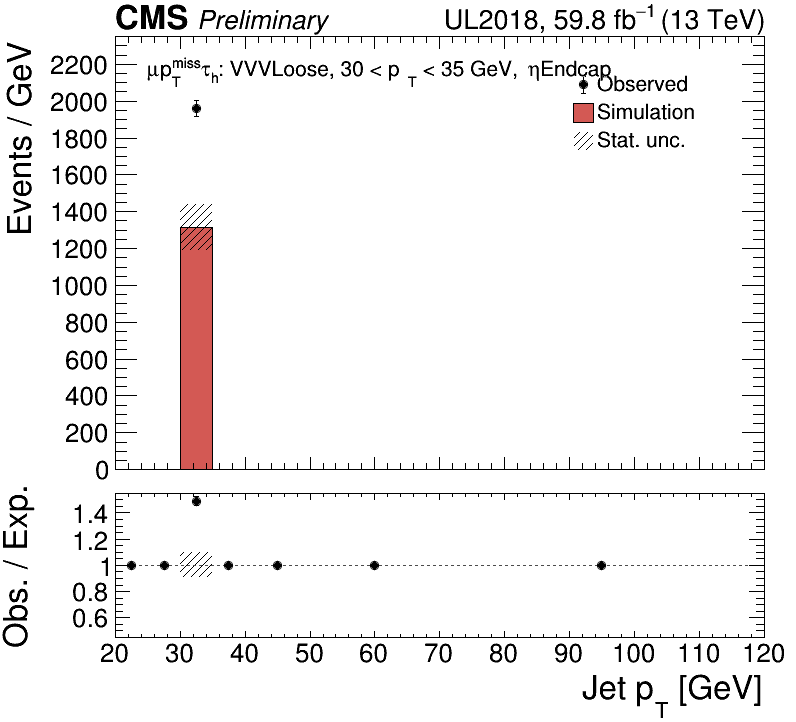 CMS Preliminary UL2018, 59.8 fb⁻¹ (13 TeV)
Events / GeV
2200
2000
1800
1600
1400
1200
1000
800
600
400
200
0
μp_T^miss τ_h: VVVLoose, 30 < p_T < 35 GeV, ηEndcap
Observed
Simulation
Stat. unc.
Obs. / Exp.
1.4
1.2
1
0.8
0.6
20 30 40 50 60 70 80 90 100 110 120
Jet p_T [GeV]